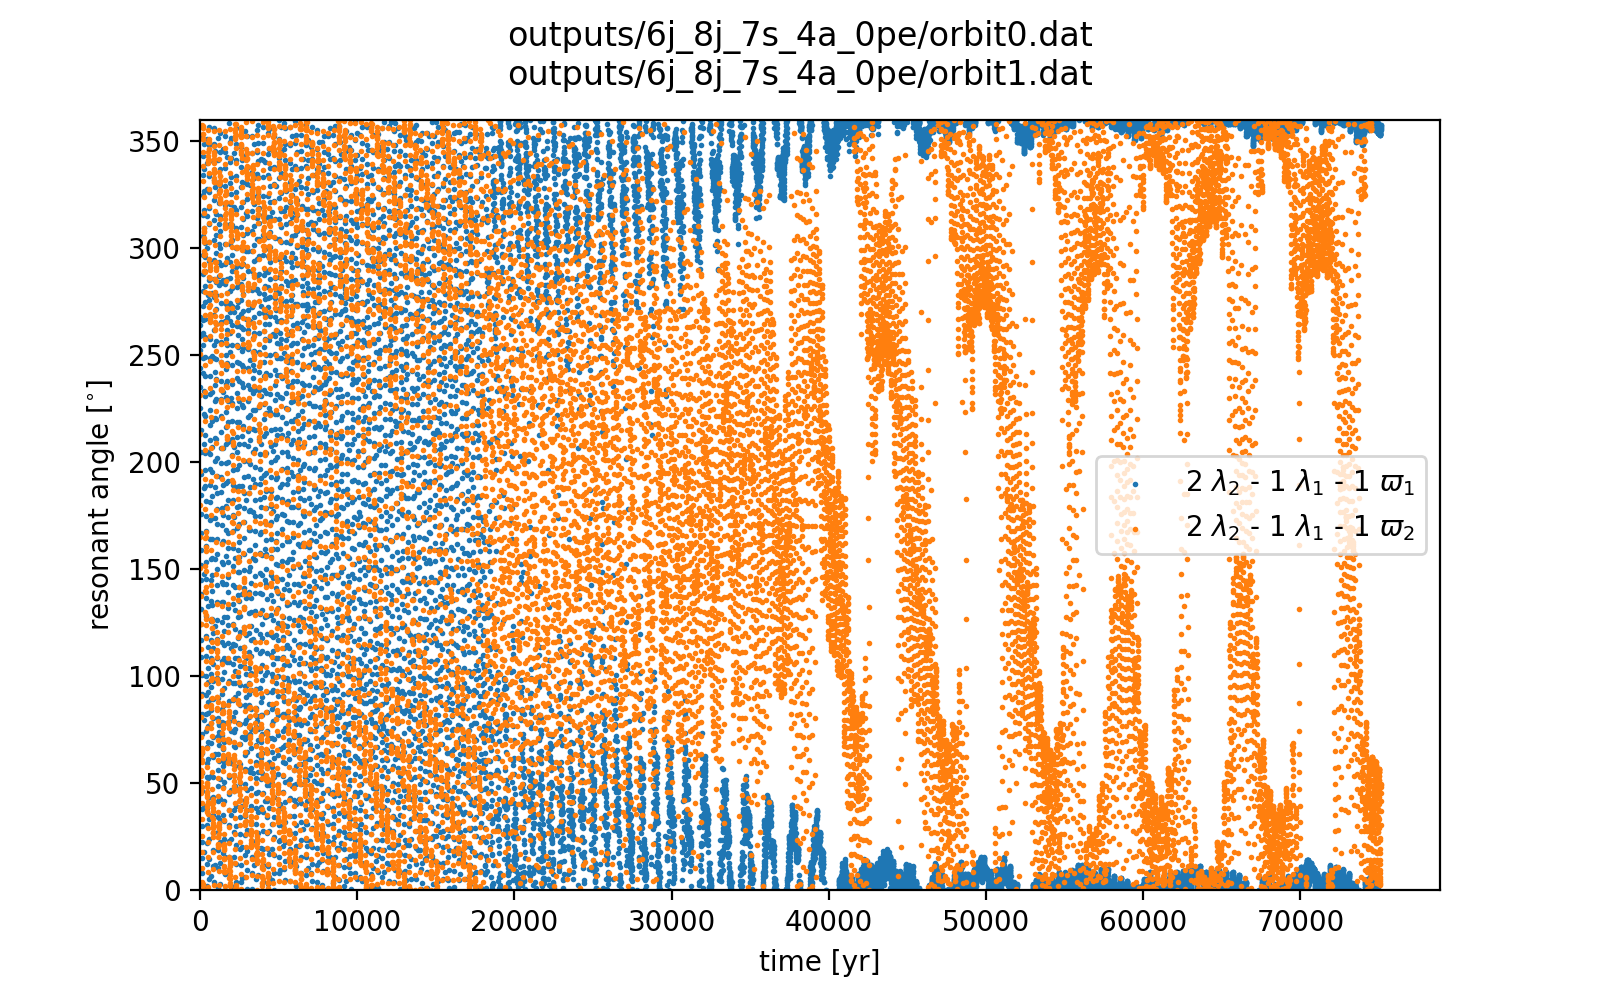 outputs/6j_8j_7s_4a_0pe/orbit0.dat
outputs/6j_8j_7s_4a_0pe/orbit1.dat
350
300
250
200
150
100
50
0
resonant angle [°]
2 λ₂ - 1 λ₁ - 1 ϖ₁
2 λ₂ - 1 λ₁ - 1 ϖ₂
0 10000 20000 30000 40000 50000 60000 70000
time [yr]